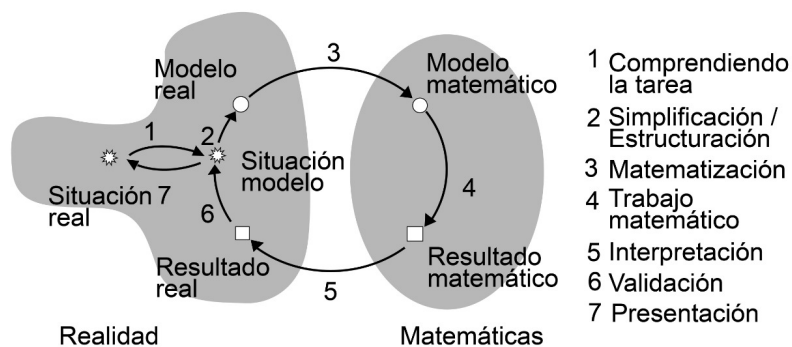 Modelo
real
3
Modelo
matemático
1
2
Situación
modelo
Situación
real
7
6
4
Resultado
real
Resultado
matemático
5
Realidad
Matemáticas
1 Comprendiendo
la tarea
2 Simplificación /
Estructuración
3 Matematización
4 Trabajo
matemático
5 Interpretación
6 Validación
7 Presentación